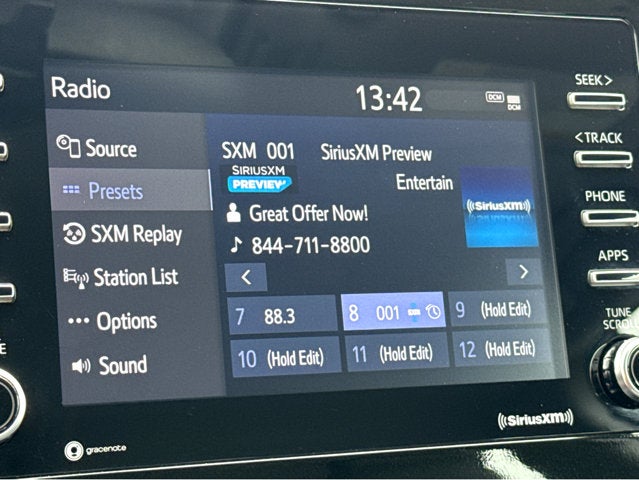 Radio
13:42
DCM
DCM
SEEK>
<TRACK
PHONE
APPS
TUNE
Source
Presets
SXM Replay
Station List
Options
Sound
SXM 001 SiriusXM Preview
SIRIUSXM
PREVIEW
Entertain
((SiriusXM))
Great Offer Now!
844-711-8800
< >
7 88.3
8 001
9 (Hold Edit)
10 (Hold Edit)
11 (Hold Edit)
12 (Hold Edit)
((SiriusXM))
gracenote